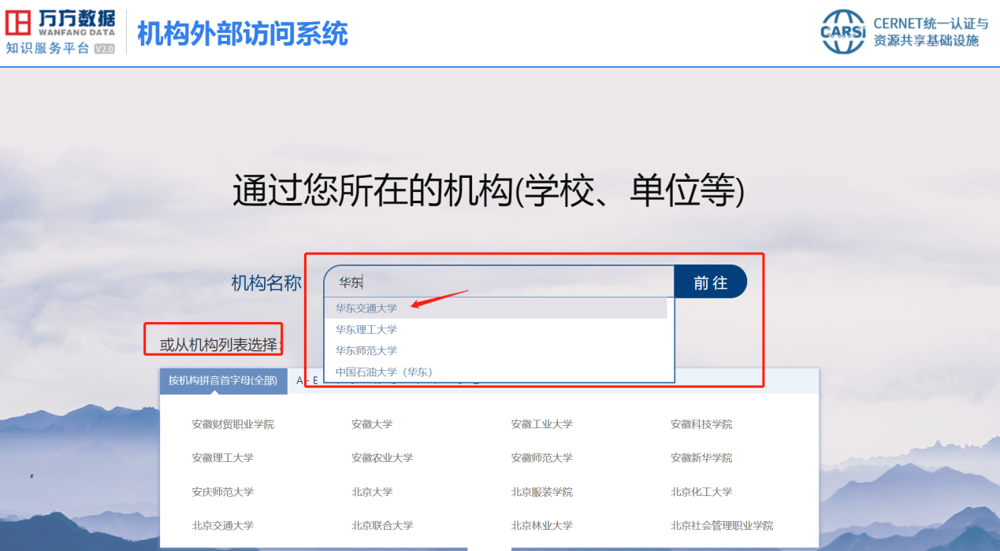 万方数据
WANFANG DATA
知识服务平台 V2.0
机构外部访问系统
CARSI
CERNET统一认证与
资源共享基础设施
通过您所在的机构(学校、单位等)
机构名称
华东
前往
华东交通大学
华东理工大学
华东师范大学
中国石油大学（华东）
或从机构列表选择:
按机构拼音首字母(全部) A - E
安徽财贸职业学院 安徽大学 安徽工业大学 安徽科技学院
安徽理工大学 安徽农业大学 安徽师范大学 安徽新华学院
安庆师范大学 北京大学 北京服装学院 北京化工大学
北京交通大学 北京联合大学 北京林业大学 北京社会管理职业学院